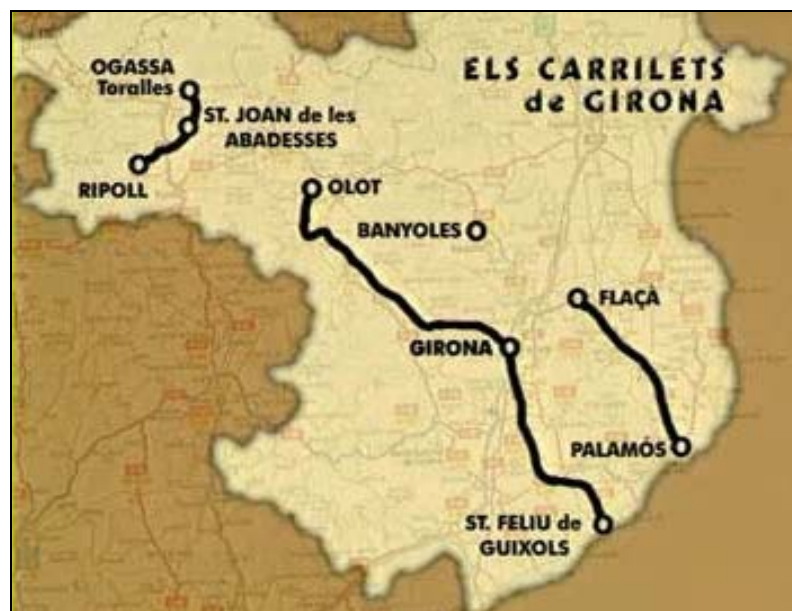 ELS CARRILETS
de GIRONA
OGASSA
Toralles
ST. JOAN de les
ABADESSES
RIPOLL
OLOT
BANYOLES
FLAÇÀ
GIRONA
PALAMÓS
ST. FELIU de
GUIXOLS